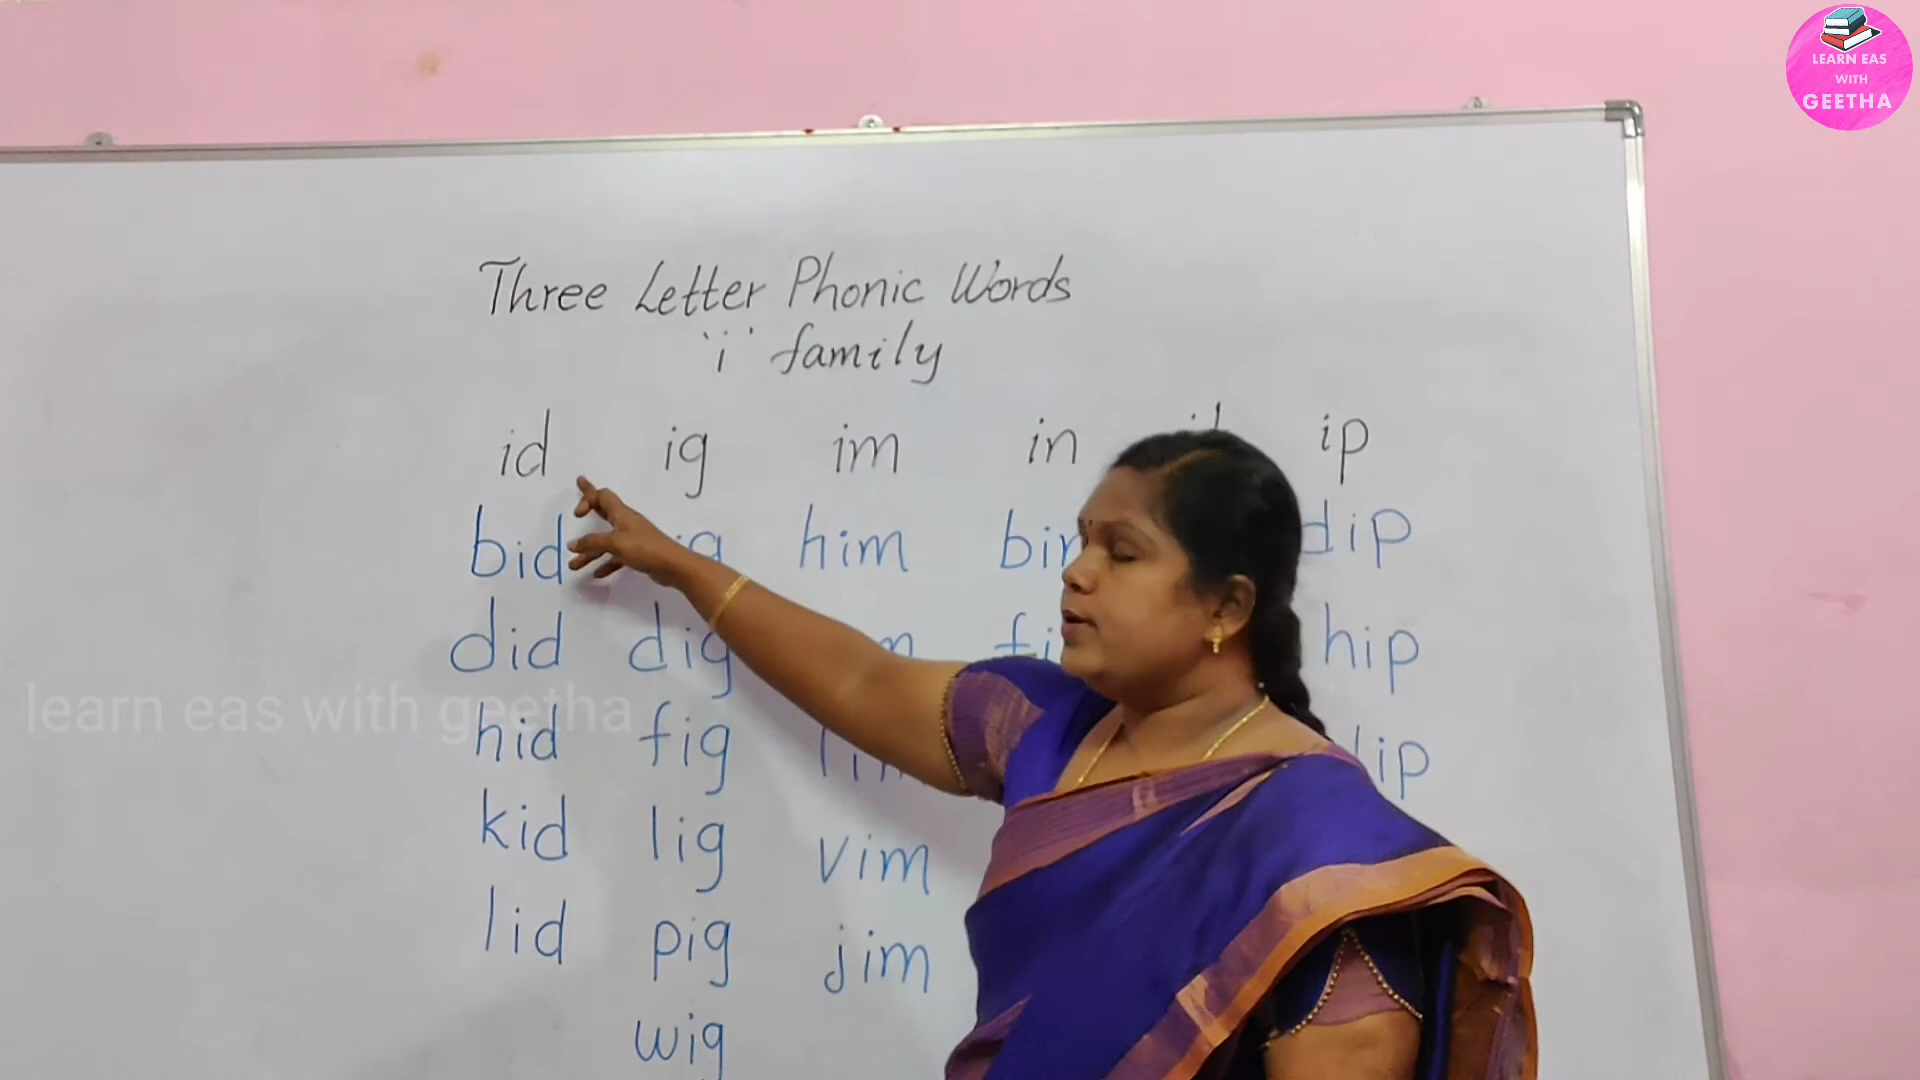 LEARN EAS
WITH
GEETHA
Three Letter Phonic Words
'i' family
id ig im in ip
bid him dip
did dig hip
learn eas with geetha
hid fig
kid lig vim
lid pig jim
wig